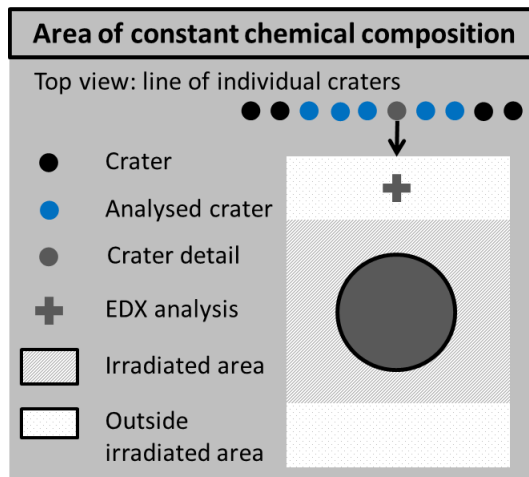 Area of constant chemical composition
Top view: line of individual craters
Crater
Analysed crater
Crater detail
EDX analysis
Irradiated area
Outside
irradiated area